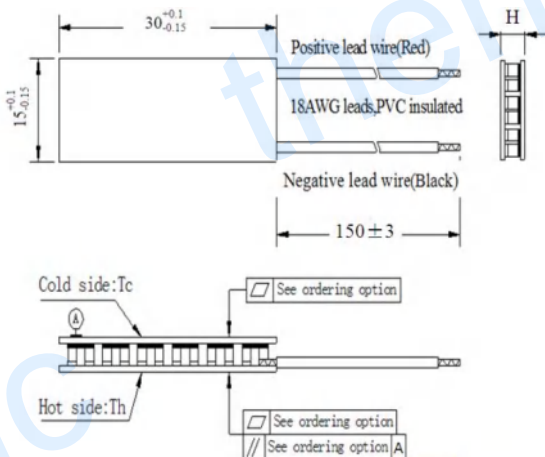 30 +0.1 -0.15
H
Positive lead wire(Red)
15 +0.1 -0.15
18AWG leads,PVC insulated
Negative lead wire(Black)
150±3
Cold side:Tc
▱ See ordering option
A
Hot side:Th
▱ See ordering option
// See ordering option A